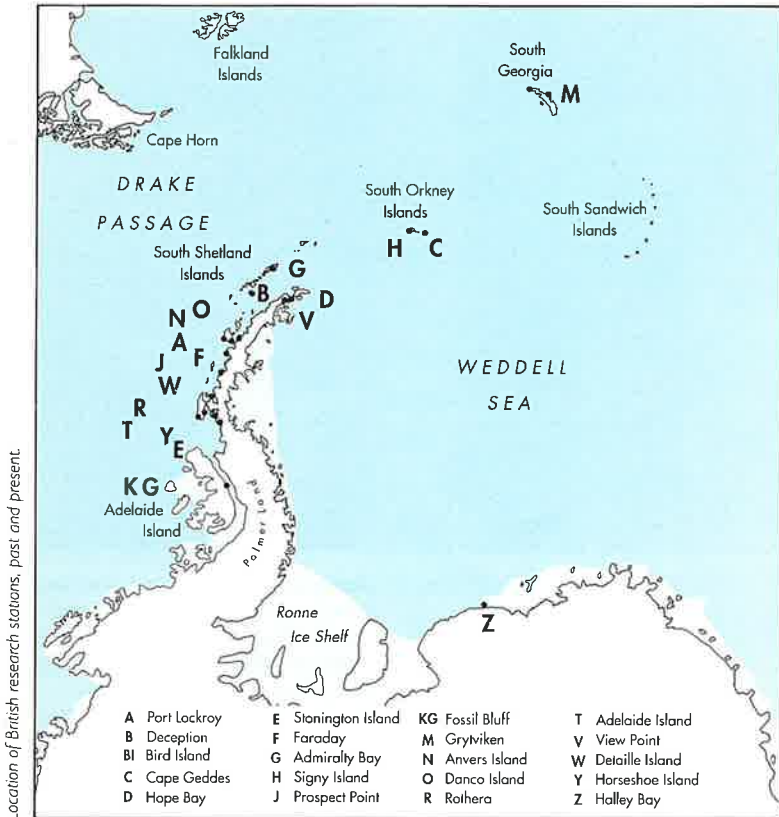 Falkland
Islands
South
Georgia
M
Cape Horn
DRAKE
PASSAGE
South Orkney
Islands
H C
South Sandwich
Islands
South Shetland
Islands
G
B
D
O
N
V
A
F
J
W
WEDDELL
SEA
R
T
Y
E
KG
Adelaide
Island
Palmer Land
Ronne
Ice Shelf
Z
A Port Lockroy
B Deception
BI Bird Island
C Cape Geddes
D Hope Bay
E Stonington Island
F Faraday
G Admiralty Bay
H Signy Island
J Prospect Point
KG Fossil Bluff
M Grytviken
N Anvers Island
O Danco Island
R Rothera
T Adelaide Island
V View Point
W Detaille Island
Y Horseshoe Island
Z Halley Bay
Location of British research stations, past and present.